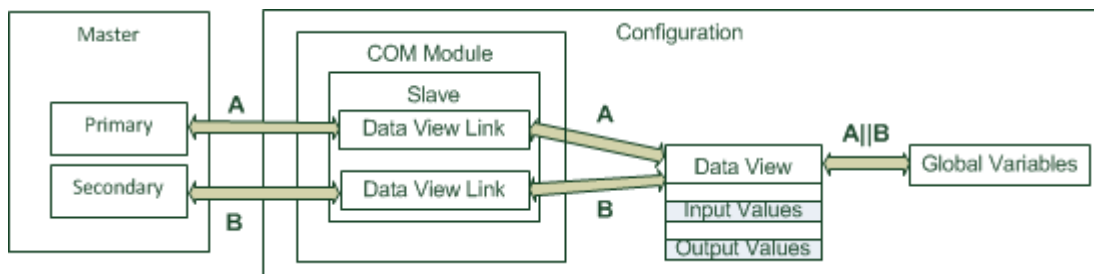 Master
Configuration
COM Module
Slave
Primary
A
Data View Link
A
A||B
Data View
Global Variables
Secondary
B
Data View Link
B
Input Values
Output Values